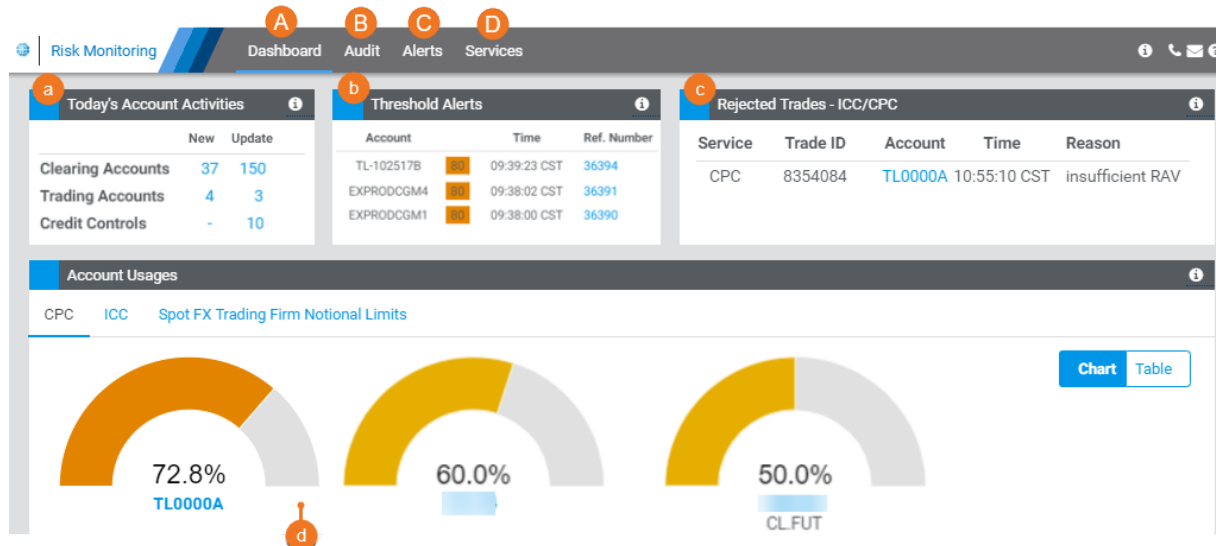 A B C D
Risk Monitoring Dashboard Audit Alerts Services
a Today's Account Activities
New Update
Clearing Accounts 37 150
Trading Accounts 4 3
Credit Controls - 10
b Threshold Alerts
Account Time Ref. Number
TL-102517B 80 09:39:23 CST 36394
EXPRODCGM4 80 09:38:02 CST 36391
EXPRODCGM1 80 09:38:00 CST 36390
c Rejected Trades - ICC/CPC
Service Trade ID Account Time Reason
CPC 8354084 TL0000A 10:55:10 CST insufficient RAV
Account Usages
CPC ICC Spot FX Trading Firm Notional Limits
Chart Table
72.8% 60.0% 50.0%
TL0000A
CL.FUT
d